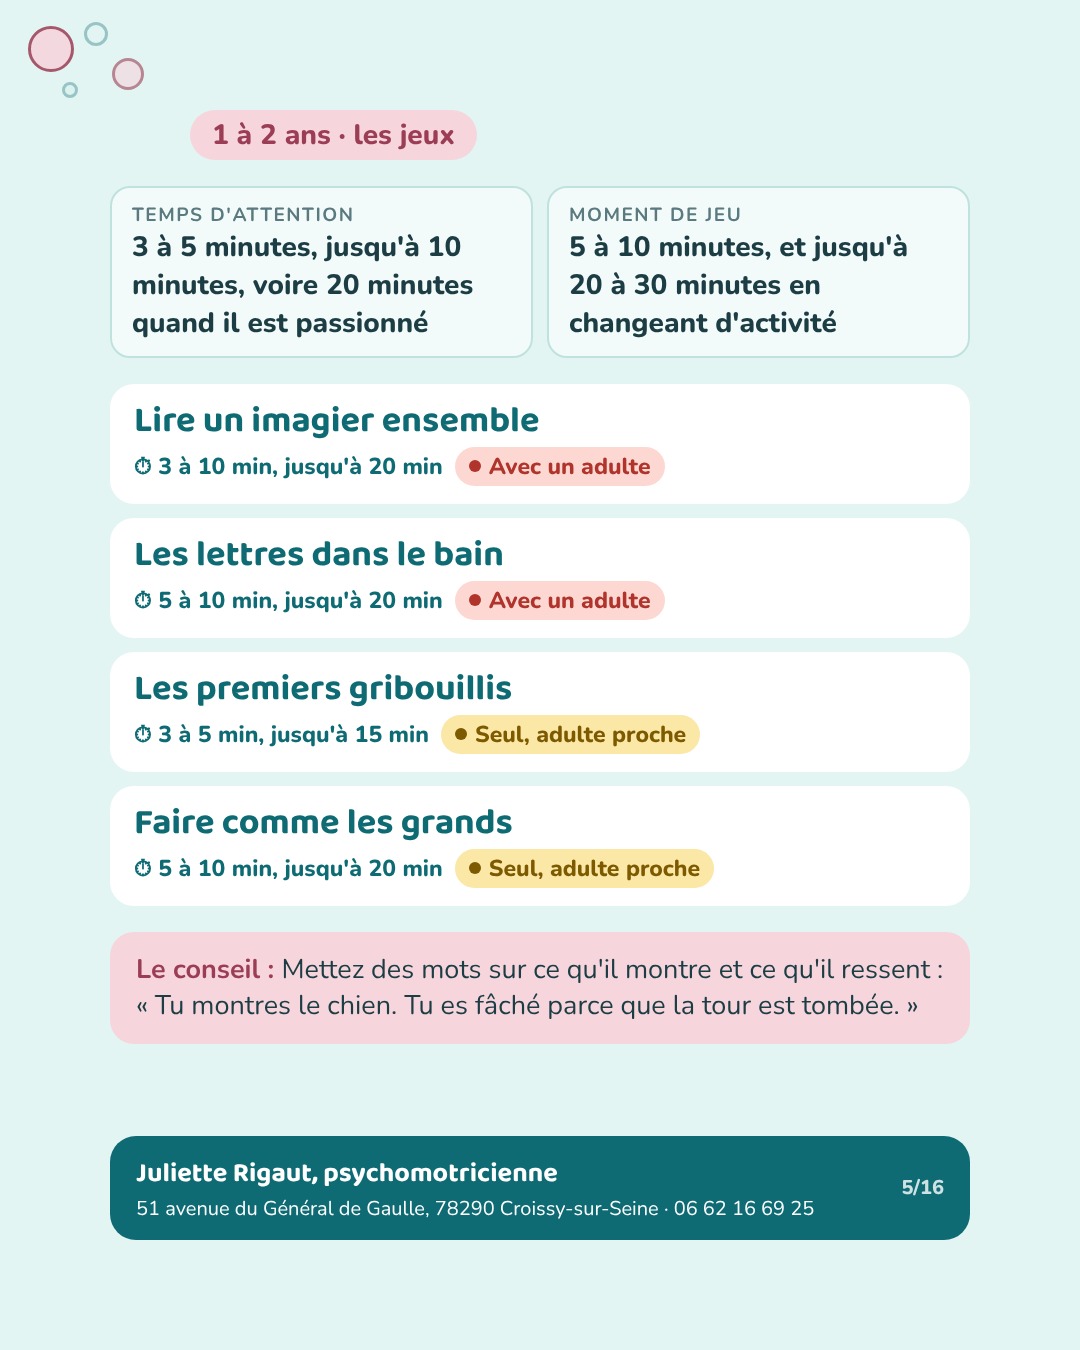 1 à 2 ans · les jeux
TEMPS D'ATTENTION
3 à 5 minutes, jusqu'à 10
minutes, voire 20 minutes
quand il est passionné
MOMENT DE JEU
5 à 10 minutes, et jusqu'à
20 à 30 minutes en
changeant d'activité
Lire un imagier ensemble
⏱ 3 à 10 min, jusqu'à 20 min ● Avec un adulte
Les lettres dans le bain
⏱ 5 à 10 min, jusqu'à 20 min ● Avec un adulte
Les premiers gribouillis
⏱ 3 à 5 min, jusqu'à 15 min ● Seul, adulte proche
Faire comme les grands
⏱ 5 à 10 min, jusqu'à 20 min ● Seul, adulte proche
Le conseil : Mettez des mots sur ce qu'il montre et ce qu'il ressent :
« Tu montres le chien. Tu es fâché parce que la tour est tombée. »
Juliette Rigaut, psychomotricienne
51 avenue du Général de Gaulle, 78290 Croissy-sur-Seine · 06 62 16 69 25
5/16